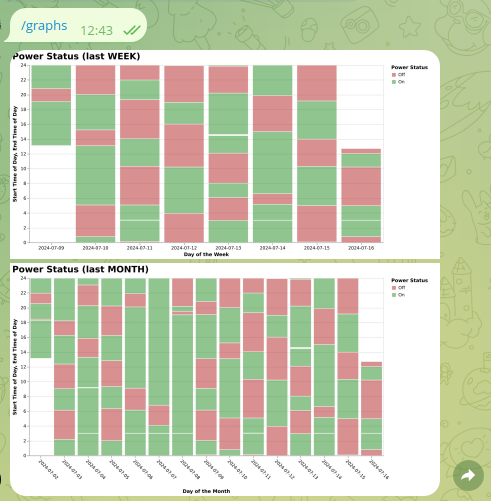 /graphs 12:43
Power Status (last WEEK)
Power Status
Off
On
Start Time of Day, End Time of Day
24
22
20
18
16
14
12
10
8
6
4
2
0
2024-07-09 2024-07-10 2024-07-11 2024-07-12 2024-07-13 2024-07-14 2024-07-15 2024-07-16
Day of the Week
Power Status (last MONTH)
Power Status
Off
On
Start Time of Day, End Time of Day
24
22
20
18
16
14
12
10
8
6
4
2
0
2024-07-02 2024-07-03 2024-07-04 2024-07-05 2024-07-06 2024-07-07 2024-07-08 2024-07-09 2024-07-10 2024-07-11 2024-07-12 2024-07-13 2024-07-14 2024-07-15 2024-07-16
Day of the Month